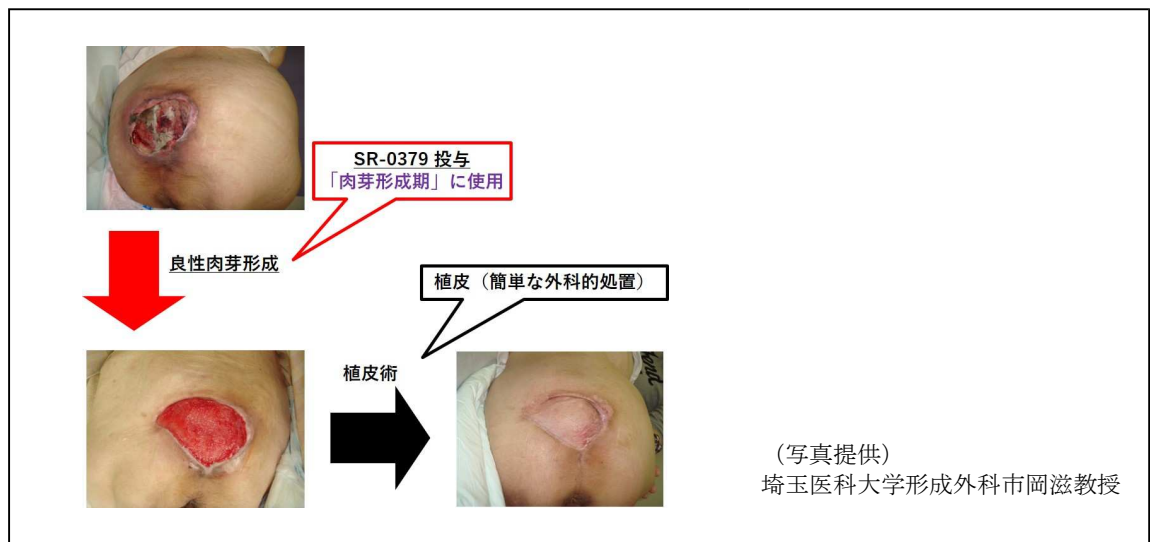 SR-0379 投与
「肉芽形成期」に使用
良性肉芽形成
植皮（簡単な外科的処置）
植皮術
（写真提供）
埼玉医科大学形成外科市岡滋教授